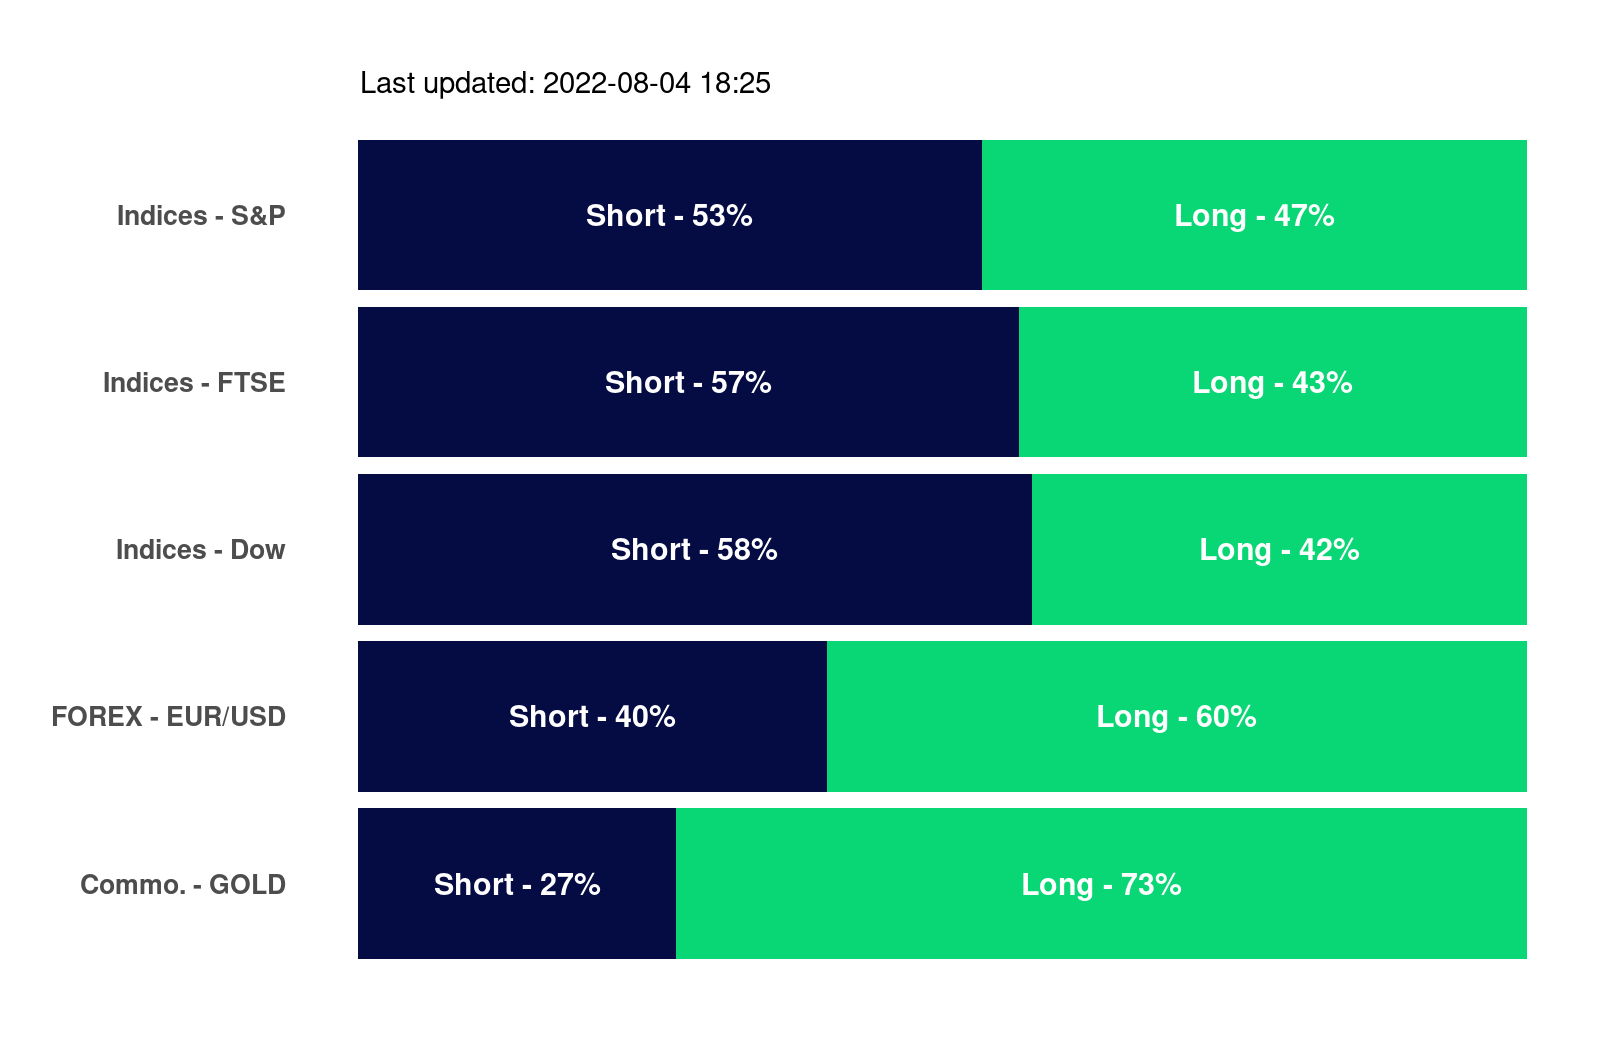 Last updated: 2022-08-04 18:25
Indices - S&P Short - 53% Long - 47%
Indices - FTSE Short - 57% Long - 43%
Indices - Dow Short - 58% Long - 42%
FOREX - EUR/USD Short - 40% Long - 60%
Commo. - GOLD Short - 27% Long - 73%